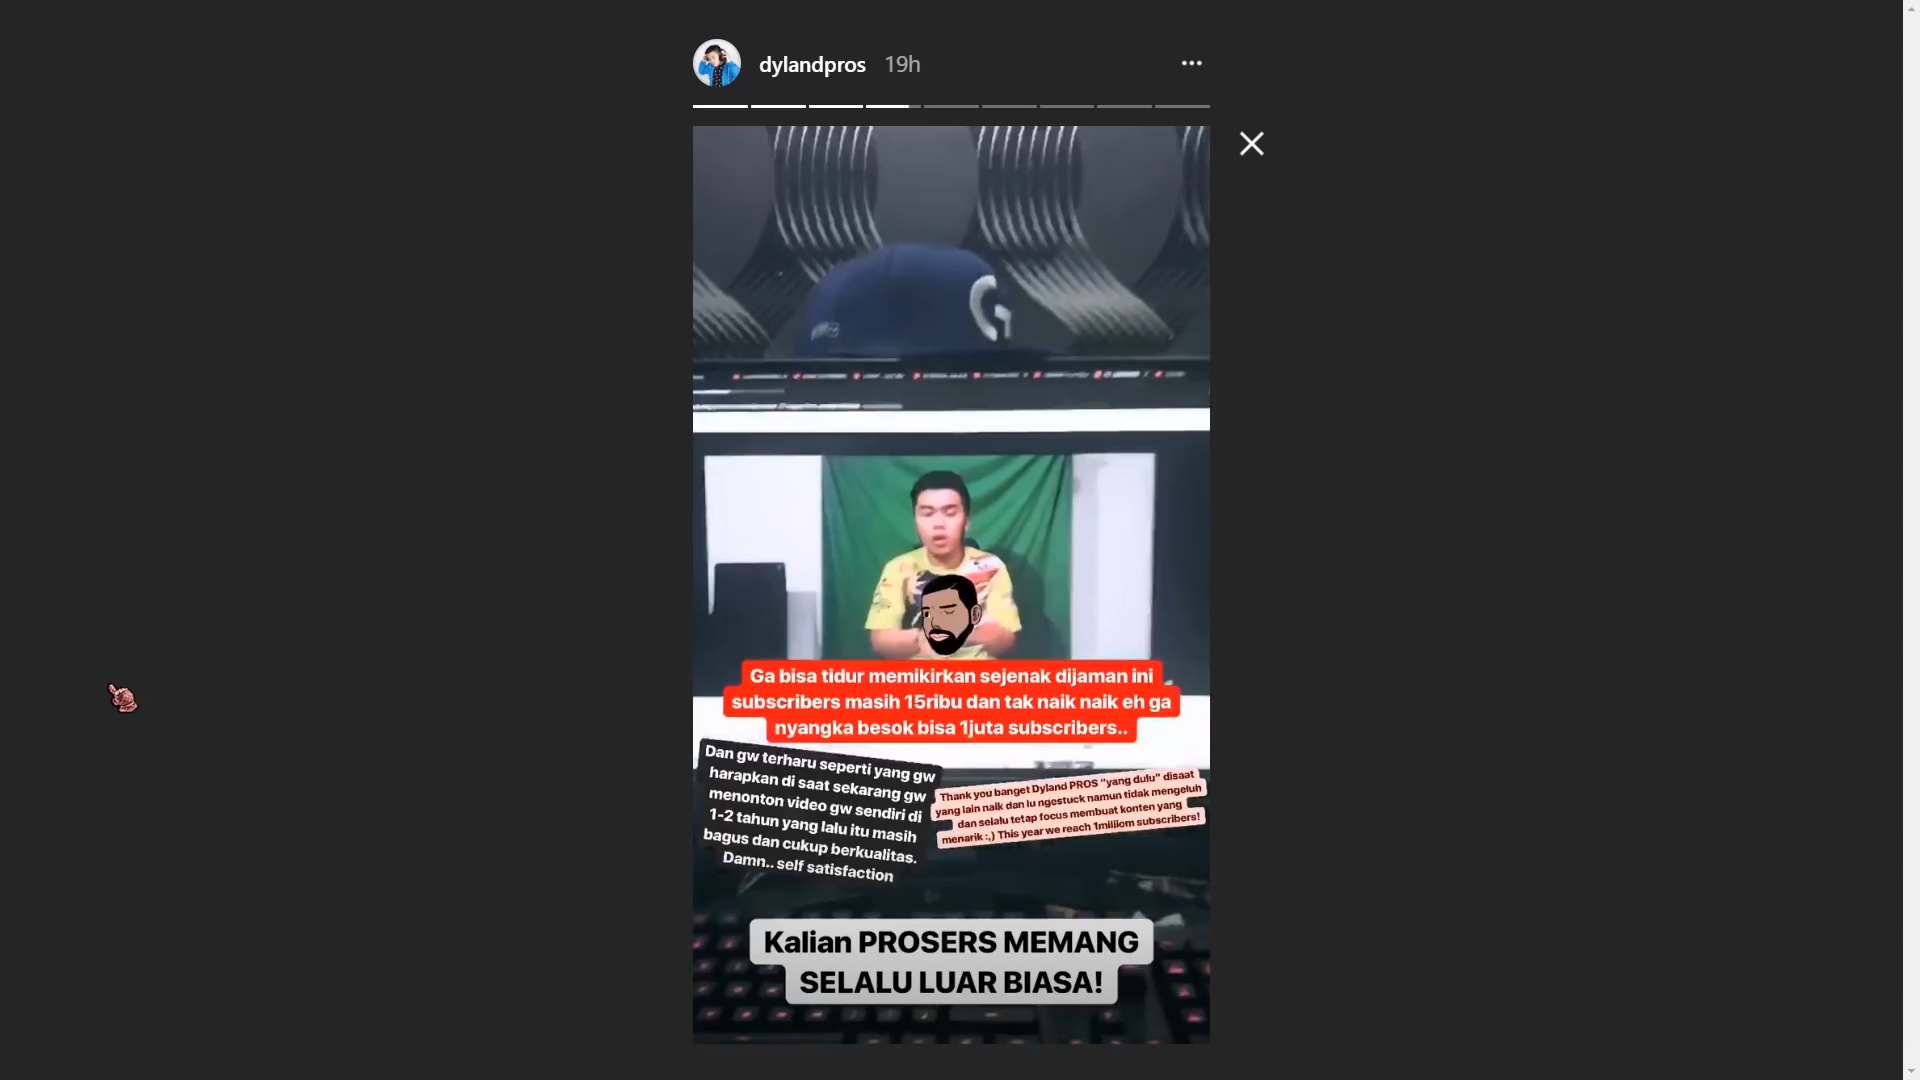 dylandpros 19h
Ga bisa tidur memikirkan sejenak dijaman ini
subscribers masih 15ribu dan tak naik naik eh ga
nyangka besok bisa 1juta subscribers..
Dan gw terharu seperti yang gw
harapkan di saat sekarang gw
menonton video gw sendiri di
1-2 tahun yang lalu itu masih
bagus dan cukup berkualitas.
Damn.. self satisfaction
Thank you banget Dyland PROS "yang dulu" disaat
yang lain naik dan lu ngestuck namun tidak mengeluh
dan selalu tetap focus membuat konten yang
menarik :,) This year we reach 1miliiom subscribers!
Kalian PROSERS MEMANG
SELALU LUAR BIASA!